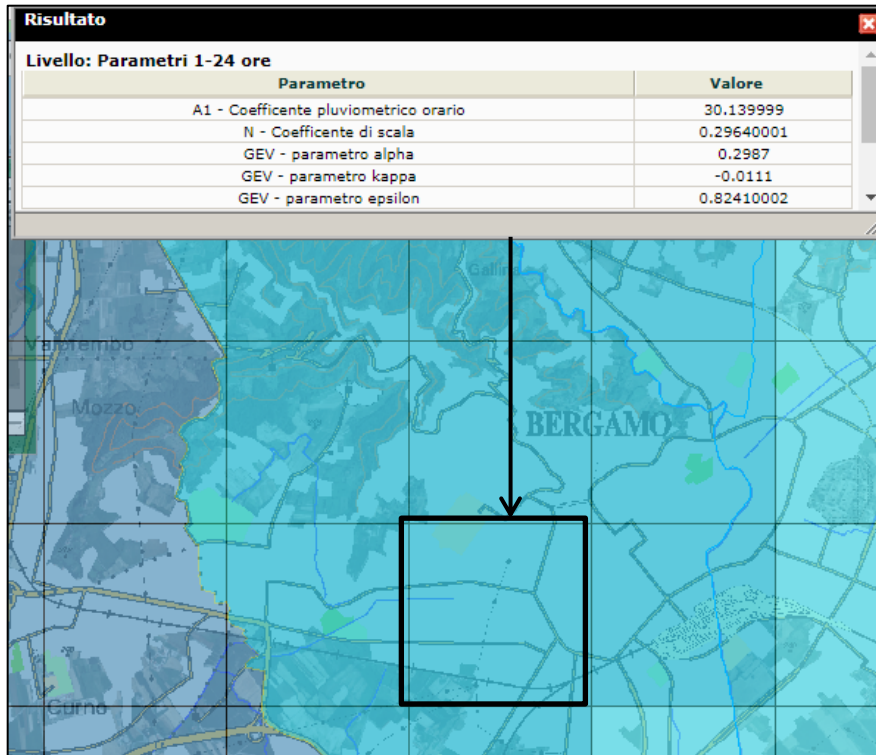 Risultato
Livello: Parametri 1-24 ore
Parametro Valore
A1 - Coefficente pluviometrico orario 30.139999
N - Coefficente di scala 0.29640001
GEV - parametro alpha 0.2987
GEV - parametro kappa -0.0111
GEV - parametro epsilon 0.82410002
Gallina
Valbrembo
Mozzo
BERGAMO
Curno